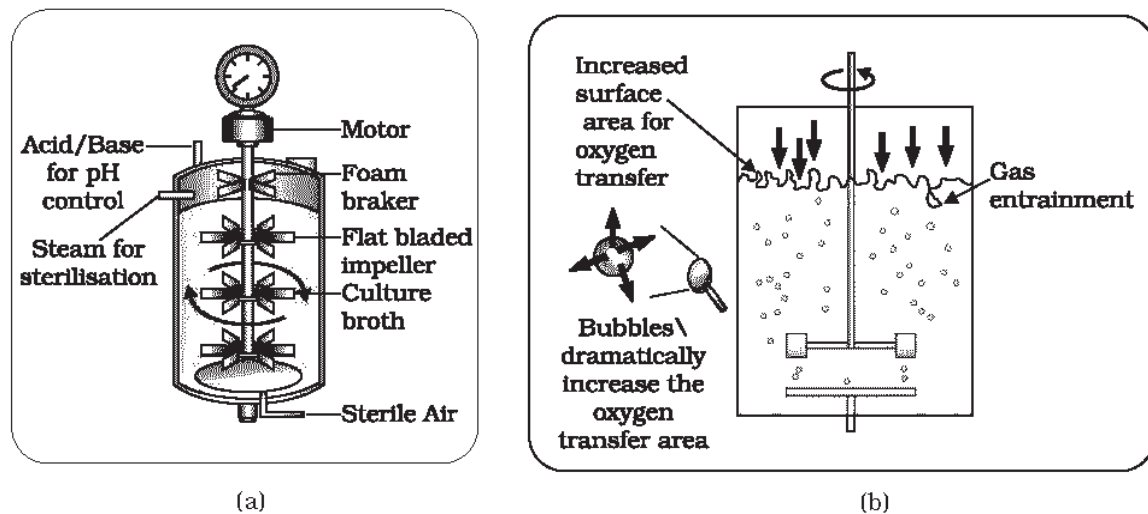 Acid/Base
for pH
control
Steam for
sterilisation
Motor
Foam
braker
Flat bladed
impeller
Culture
broth
Sterile Air
(a)
Increased
surface
area for
oxygen
transfer
Gas
entrainment
Bubbles\
dramatically
increase the
oxygen
transfer area
(b)